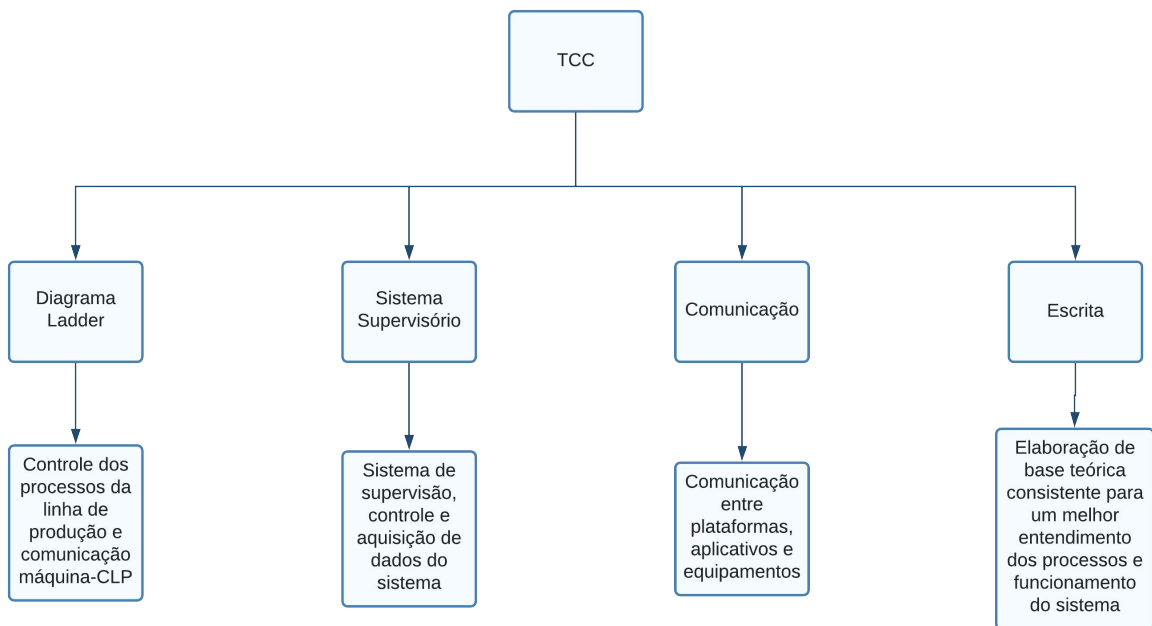 TCC
Diagrama
Ladder
Sistema
Supervisório
Comunicação
Escrita
Controle dos
processos da
linha de
produção e
comunicação
máquina-CLP
Sistema de
supervisão,
controle e
aquisição de
dados do
sistema
Comunicação
entre
plataformas,
aplicativos e
equipamentos
Elaboração de
base teórica
consistente para
um melhor
entendimento
dos processos e
funcionamento
do sistema